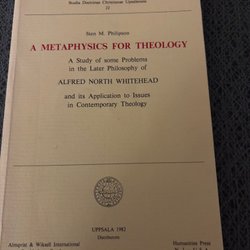 Studia Doctrinae Christianae Upsaliensia
22
Sten M. Philipson
A METAPHYSICS FOR THEOLOGY
A Study of some Problems
in the Later Philosophy of
ALFRED NORTH WHITEHEAD
and its Application to Issues
in Contemporary Theology
UPPSALA 1982
Distributors:
Almqvist & Wiksell International
Humanities Press